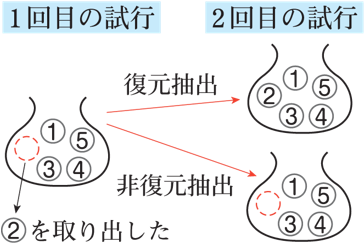 1回目の試行
2回目の試行
復元抽出
① ⑤
③ ④
② ① ⑤
③ ④
非復元抽出
① ⑤
③ ④
②を取り出した